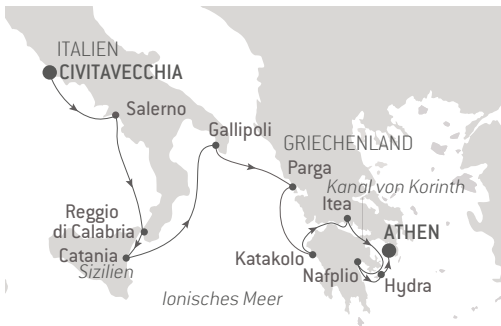 ITALIEN
CIVITAVECCHIA
Salerno
Gallipoli
GRIECHENLAND
Parga
Kanal von Korinth
Itea
Reggio
di Calabria
ATHEN
Catania
Sizilien
Katakolo
Nafplio
Hydra
Ionisches Meer